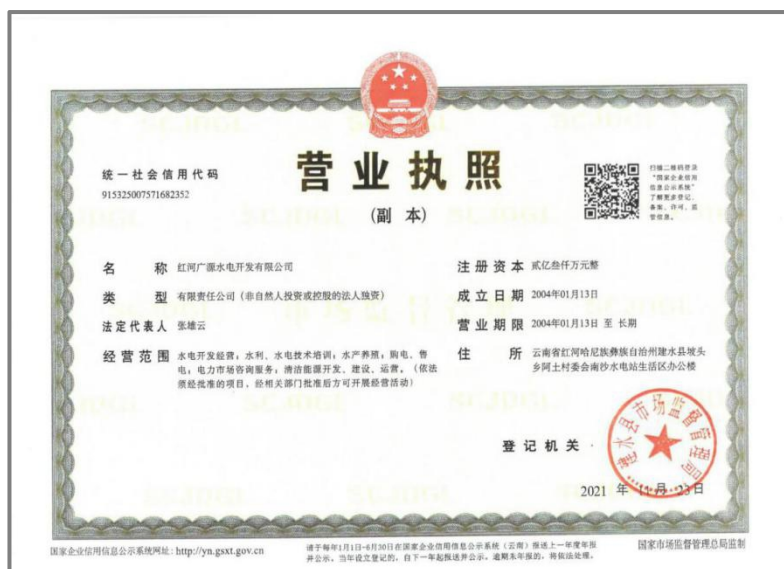 统一社会信用代码
915325007571682352
营业执照
(副 本)
扫描二维码登录
“国家企业信用
信息公示系统”
了解更多登记、
备案、许可、监
管信息。
名 称 红河广源水电开发有限公司
类 型 有限责任公司(非自然人投资或控股的法人独资)
法定代表人 张雄云
经营范围 水电开发经营;水利、水电技术培训;水产养殖;购电、售
电;电力市场咨询服务;清洁能源开发、建设、运营。(依法
须经批准的项目,经相关部门批准后方可开展经营活动)
注册资本 贰亿叁仟万元整
成立日期 2004年01月13日
营业期限 2004年01月13日 至 长期
住 所 云南省红河哈尼族彝族自治州建水县坡头
乡阿土村委会南沙水电站生活区办公楼
登记机关
建水县市场监督管理局
2021 年 11月 23日
国家企业信用信息公示系统网址: http://yn.gsxt.gov.cn
请于每年1月1日-6月30日在国家企业信用信息公示系统(云南)报送上一年度年报
并公示。当年设立登记的,自下一年起报送并公示。逾期未年报的,将依法处理。
国家市场监督管理总局监制